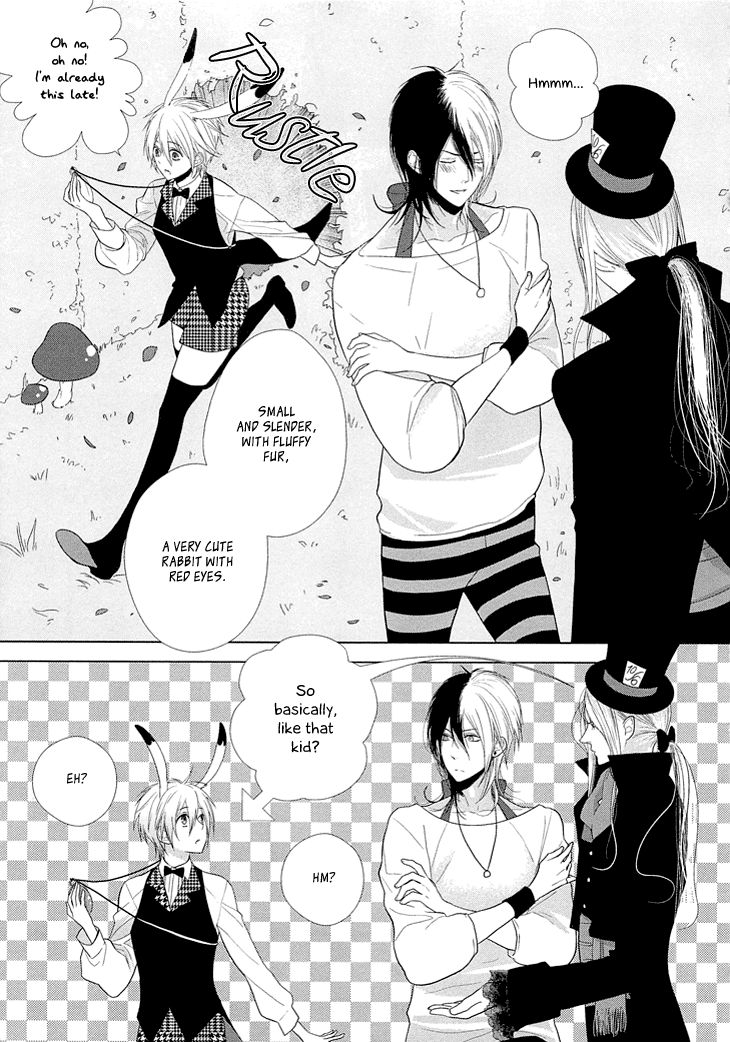 Hmmm...
Oh no,
oh no!
I'm already
this late!
Rustle
SMALL
AND SLENDER,
WITH FLUFFY
FUR,
A VERY CUTE
RABBIT WITH
RED EYES.
10/6
So
basically,
like that
kid?
EH?
HM?
10/6